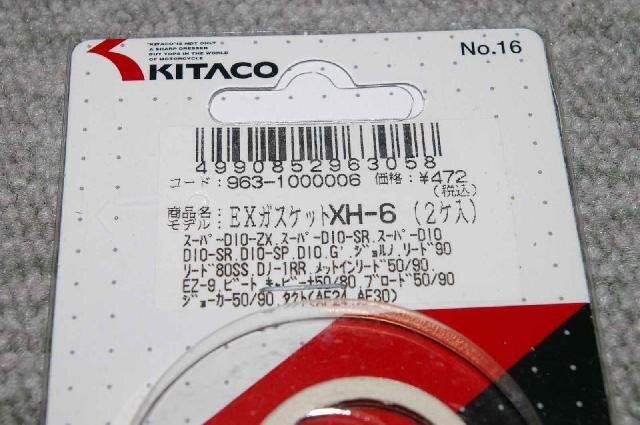 "KITACO" IS NOT ONLY
A SHARP DRESSER
BUT TOPS IN THE WORLD
OF MOTORCYCLE
KITACO
No.16
4990852963058
コード: 963-1000006 価格: ¥472
(税込)
商品名: EXガスケットXH-6 (2ケ入)
モデル:
スーパーDIO-ZX.スーパーDIO-SR.スーパーDIO
DIO-SR.DIO-SP.DIO.G'.ジョルノ.リード90
リード80SS.DJ-1RR.メットインリード50/90.
EZ-9.ビート.キャビーナ50/80.ブロード50/90
ジョーカー50/90.タクト(AF24.AF30)